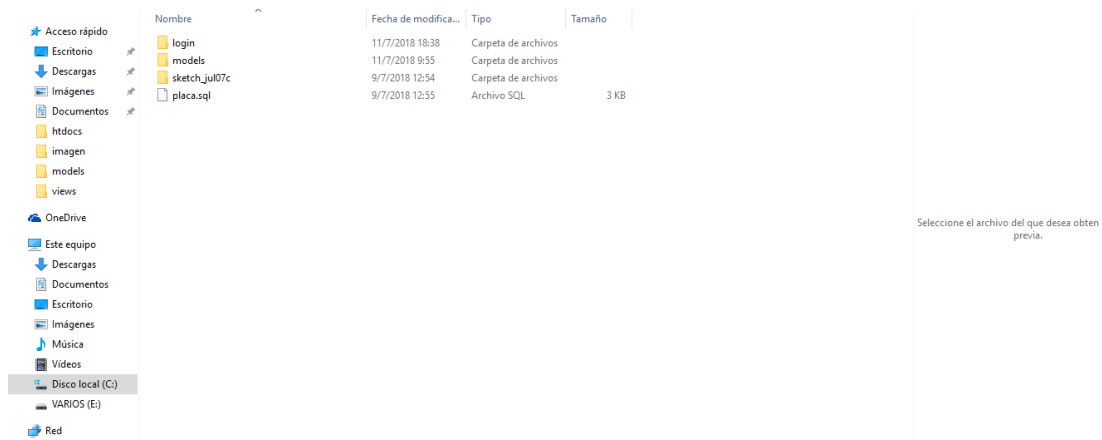 Nombre Fecha de modifica... Tipo Tamaño
login 11/7/2018 18:38 Carpeta de archivos
models 11/7/2018 9:55 Carpeta de archivos
sketch_jul07c 9/7/2018 12:54 Carpeta de archivos
placa.sql 9/7/2018 12:55 Archivo SQL 3 KB
Acceso rápido
Escritorio
Descargas
Imágenes
Documentos
htdocs
imagen
models
views
OneDrive
Este equipo
Descargas
Documentos
Escritorio
Imágenes
Música
Vídeos
Disco local (C:)
VARIOS (E:)
Red
Seleccione el archivo del que desea obten
previa.